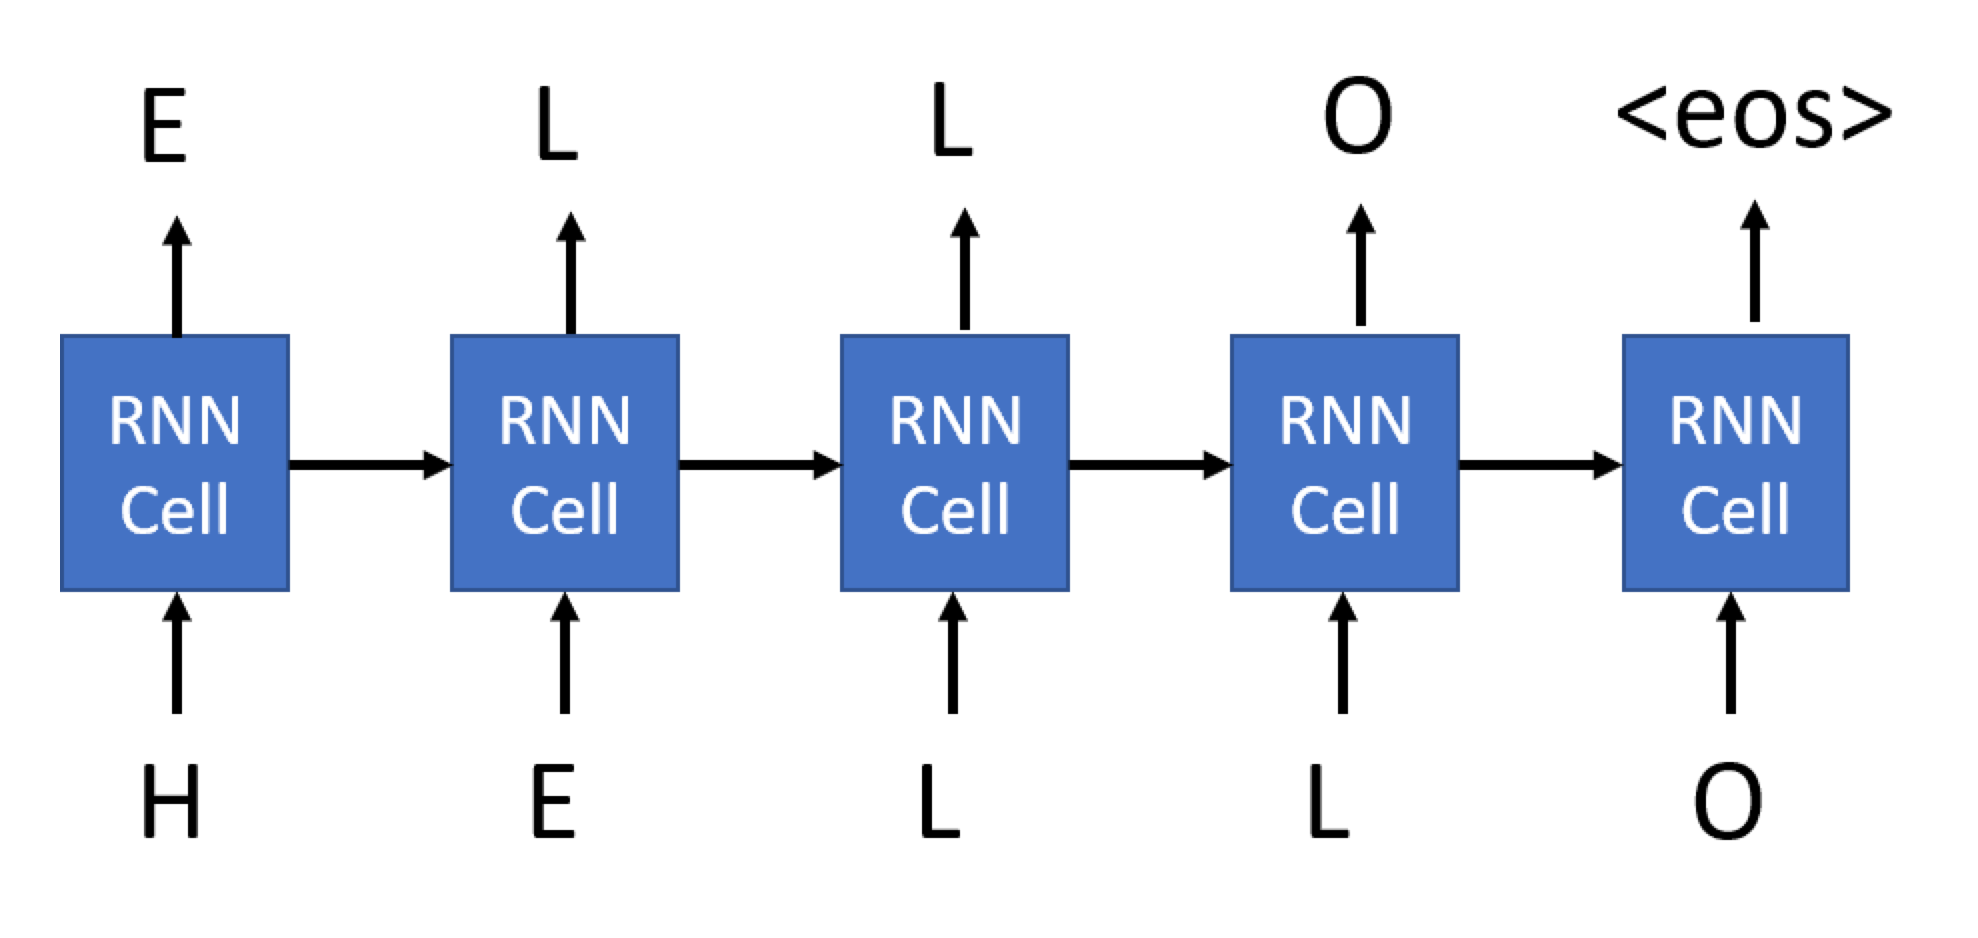 E L L O <eos>
RNN RNN RNN RNN RNN
Cell Cell Cell Cell Cell
H E L L O